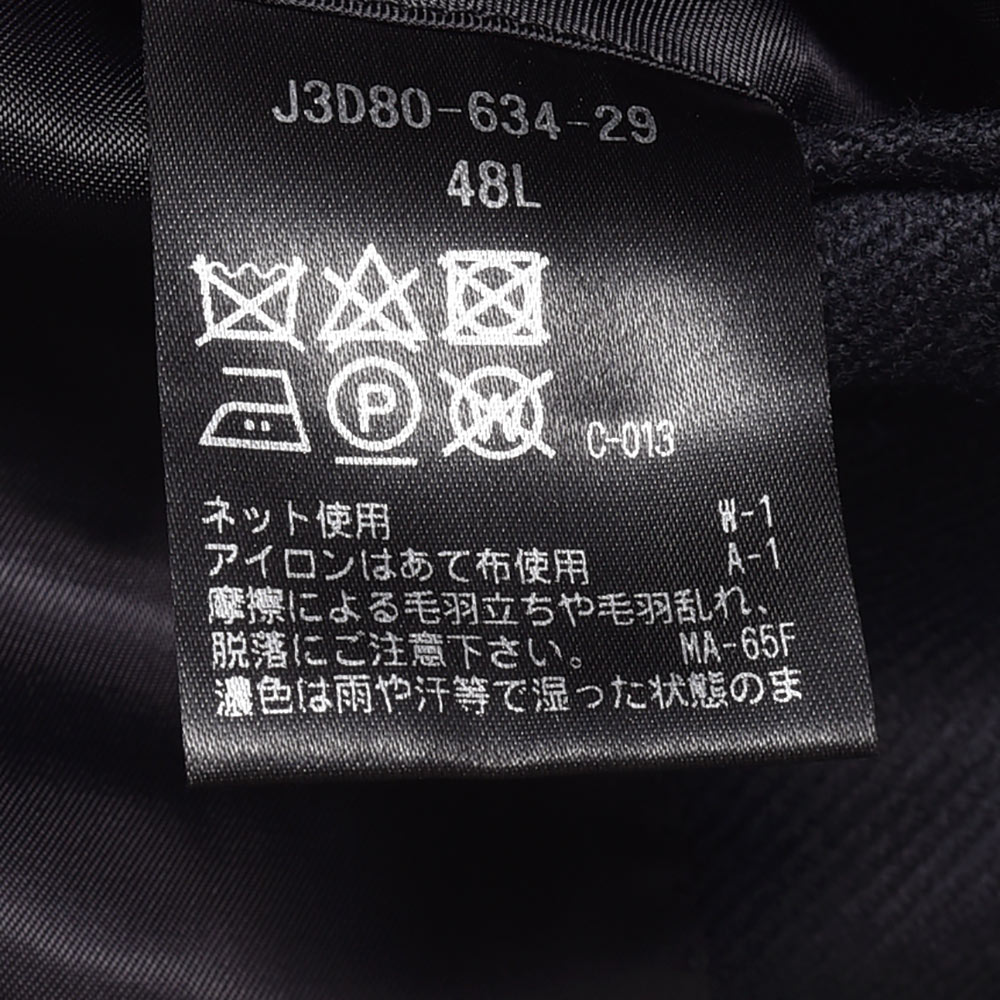 J3D80-634-29
48L
P W C-013
ネット使用 W-1
アイロンはあて布使用 A-1
摩擦による毛羽立ちや毛羽乱れ、
脱落にご注意下さい。 MA-65F
濃色は雨や汗等で湿った状態のま